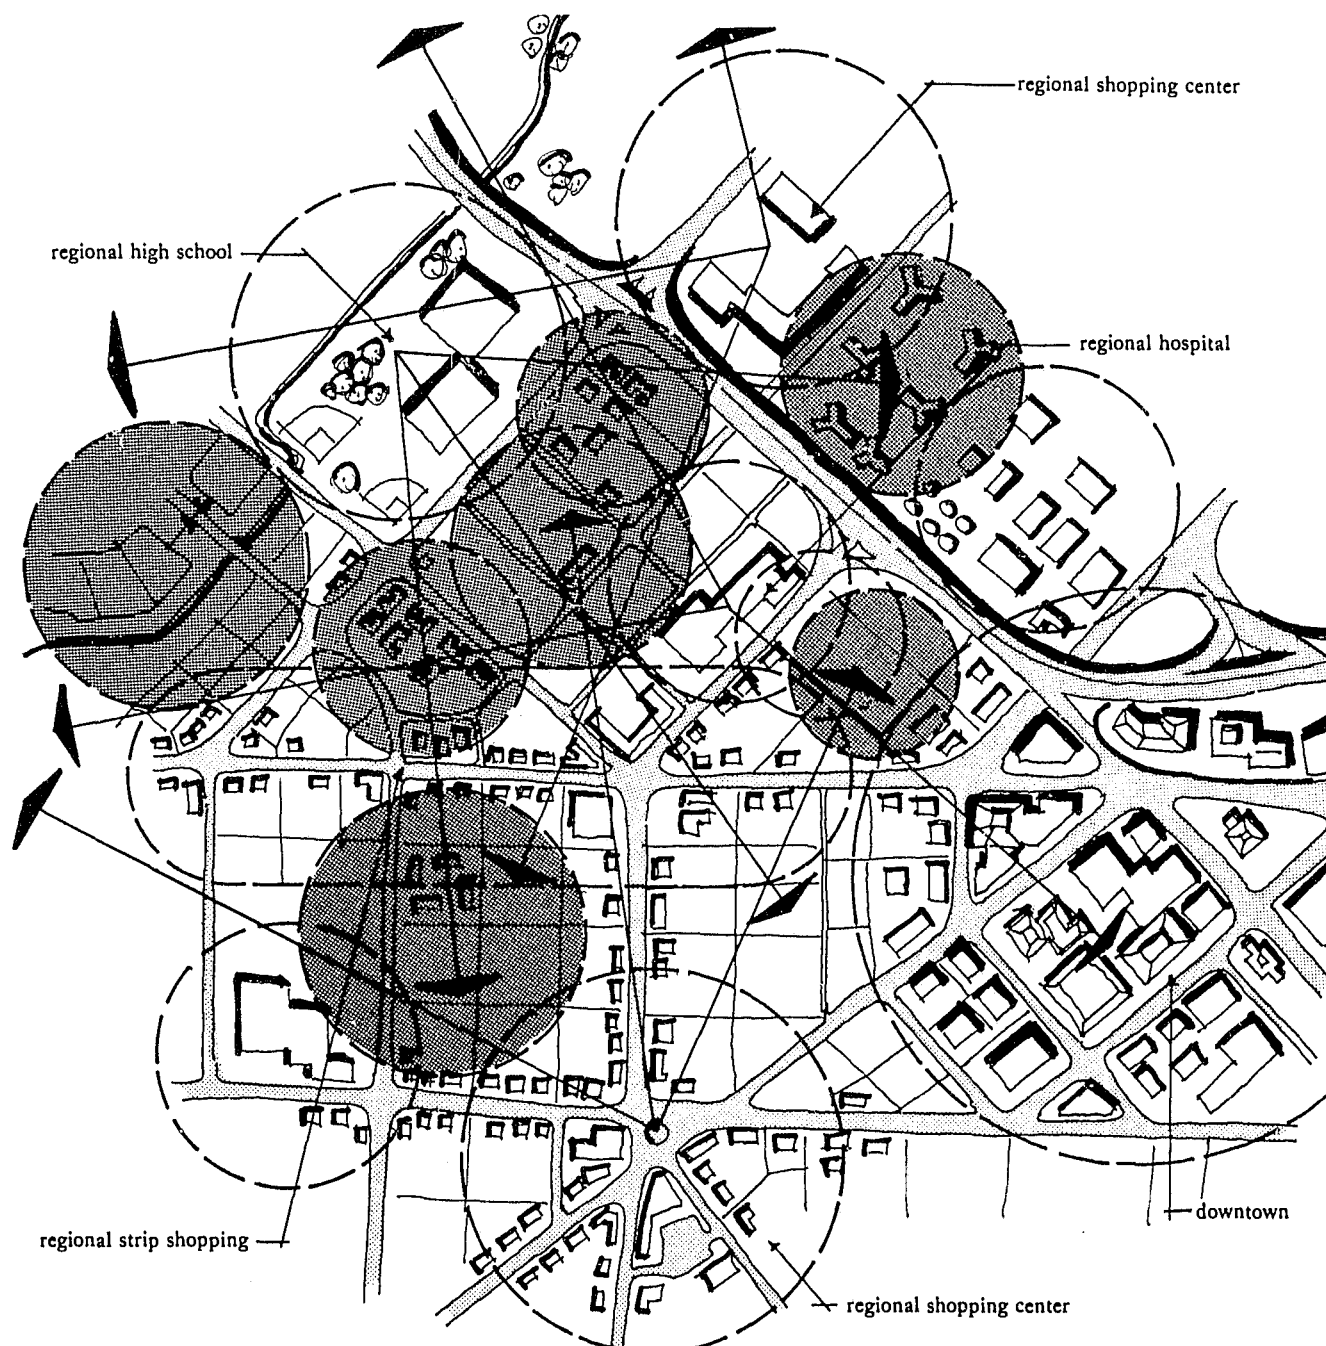 regional shopping center
regional high school
regional hospital
downtown
regional strip shopping
regional shopping center